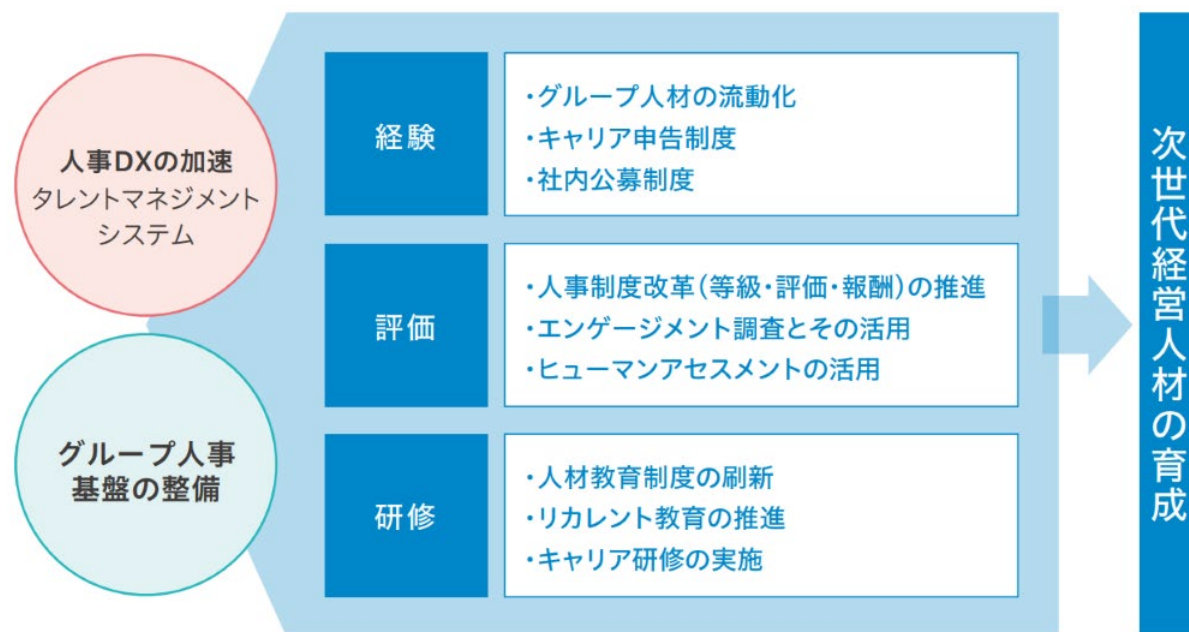 人事DXの加速
タレントマネジメント
システム
グループ人事
基盤の整備
経験
・グループ人材の流動化
・キャリア申告制度
・社内公募制度
評価
・人事制度改革(等級・評価・報酬)の推進
・エンゲージメント調査とその活用
・ヒューマンアセスメントの活用
研修
・人材教育制度の刷新
・リカレント教育の推進
・キャリア研修の実施
次世代経営人材の育成